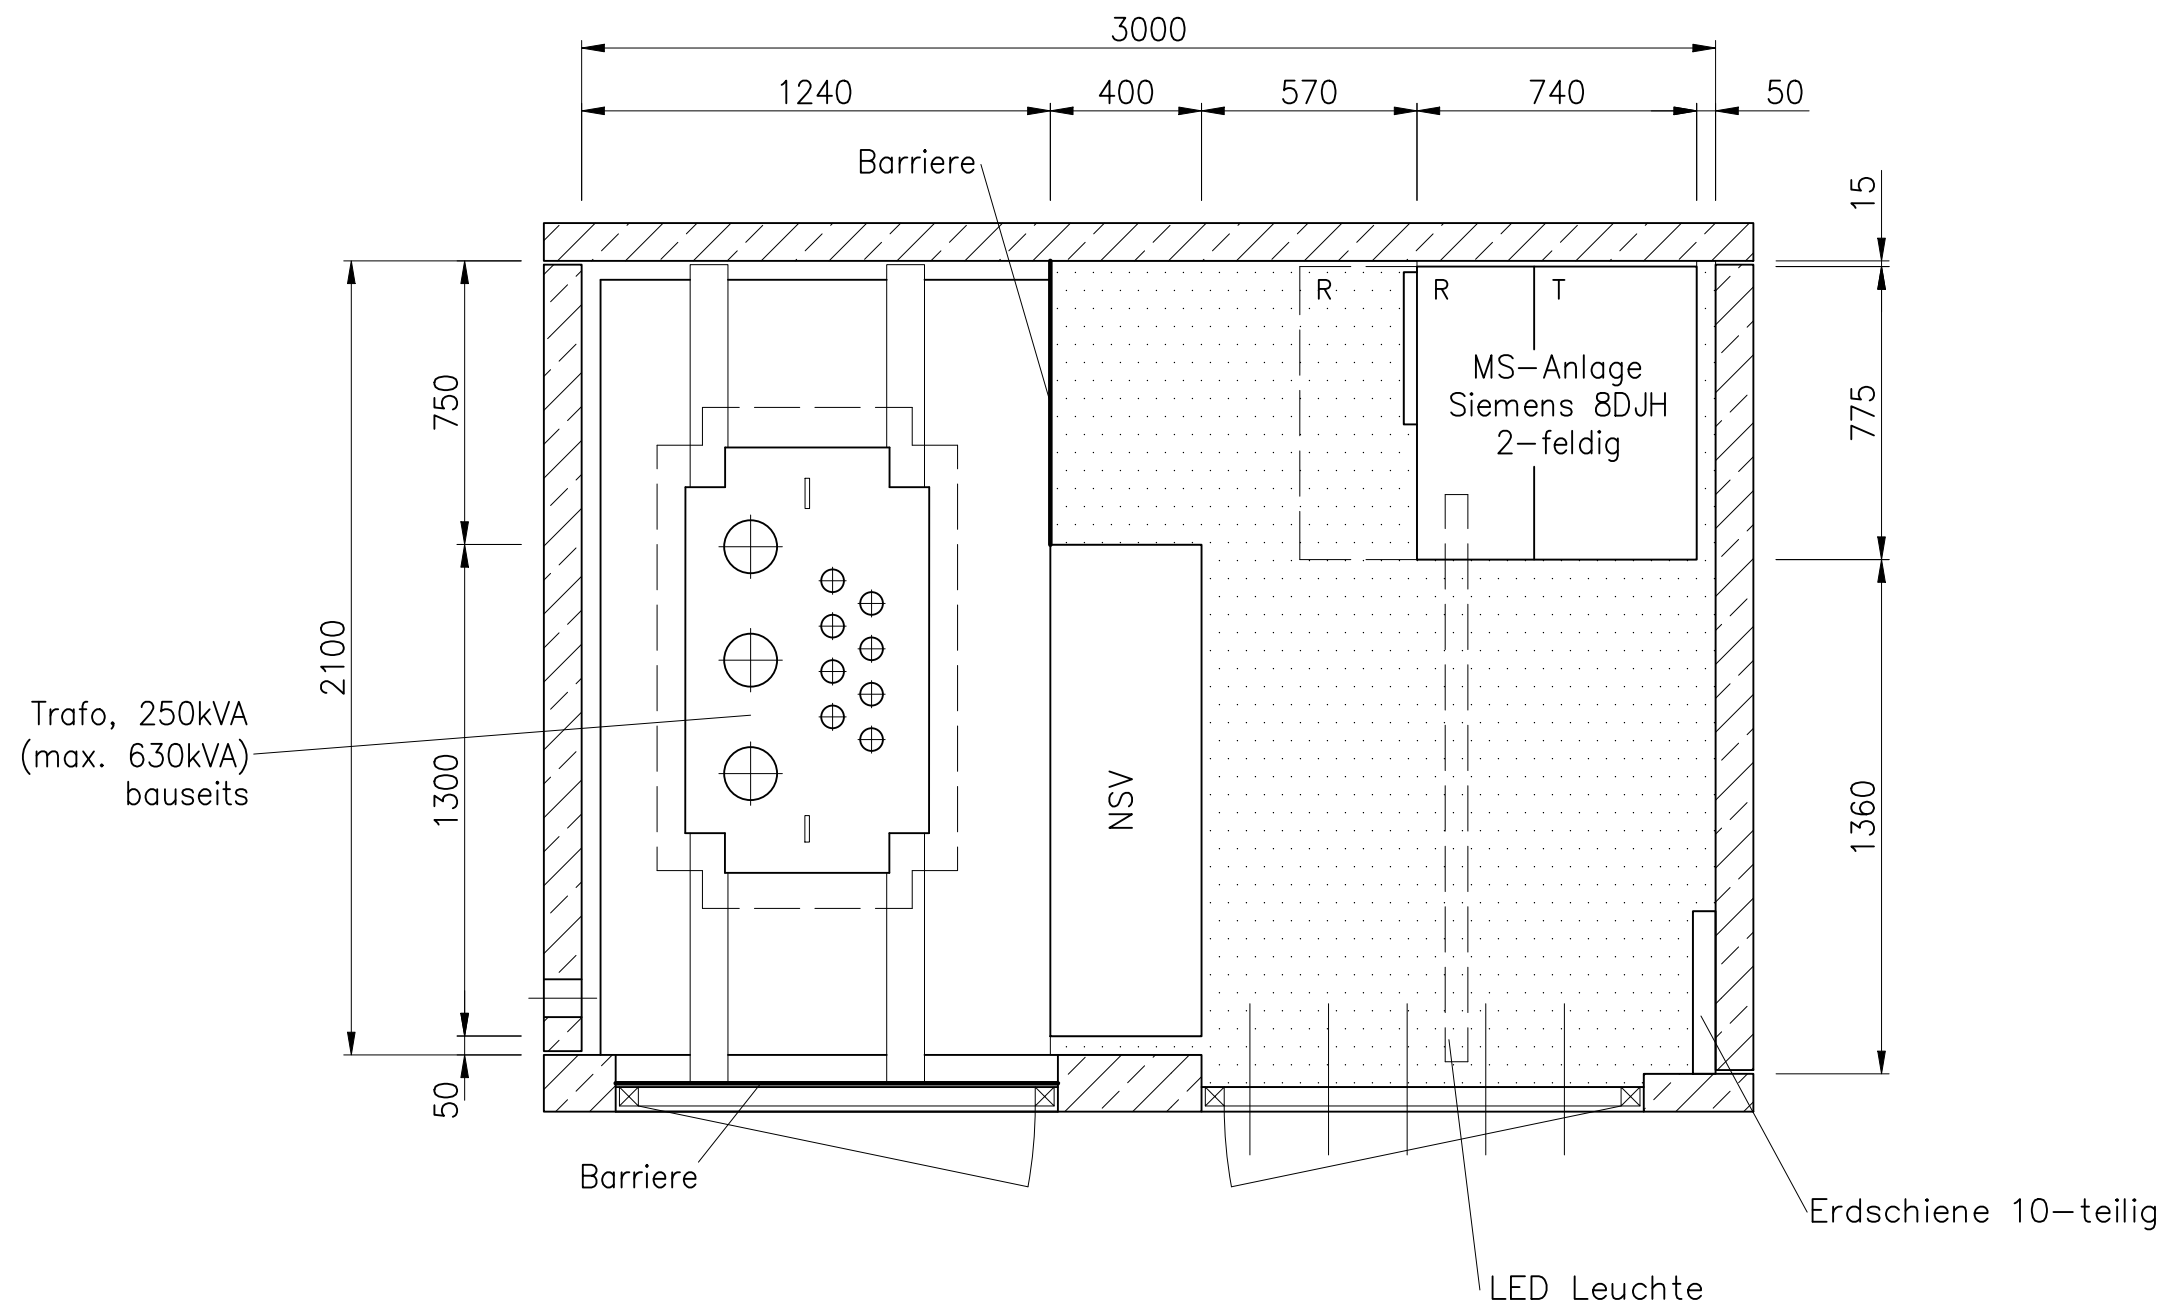 3000
1240
400
570
740
50
Barriere
15
R
R
T
MS-Anlage
Siemens 8DJH
2-feldig
750
775
2100
Trafo, 250kVA
(max. 630kVA)
bauseits
1300
NSV
1360
50
Barriere
Erdschiene 10-teilig
LED Leuchte